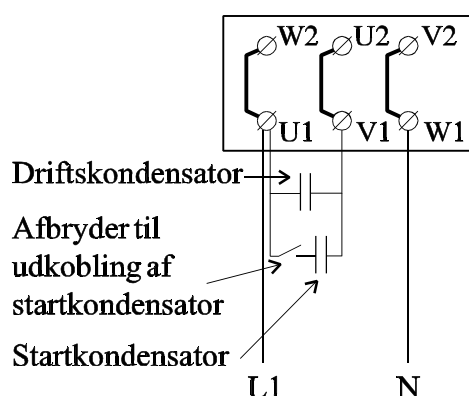 W2 U2 V2
U1 V1 W1
Driftskondensator
Afbryder til
udkobling af
startkondensator
Startkondensator
L1 N